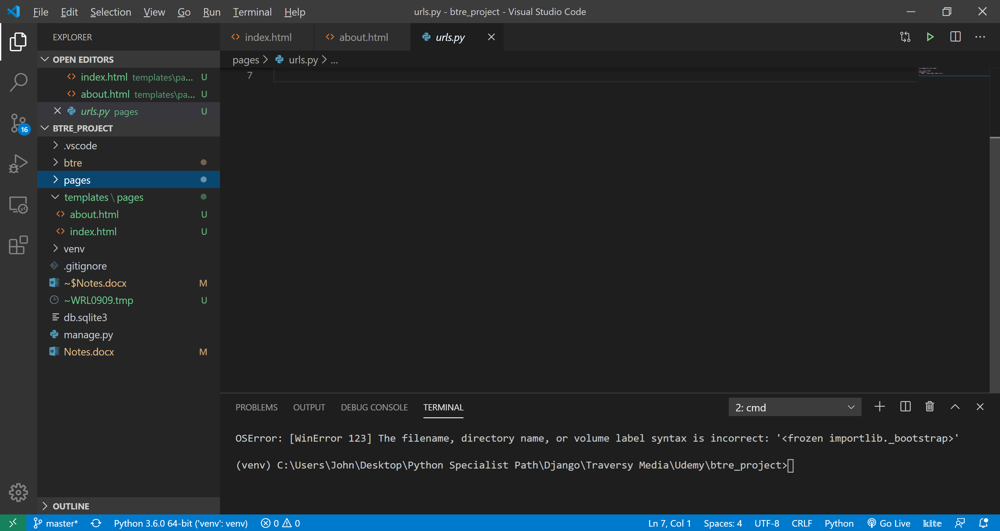 File Edit Selection View Go Run Terminal Help urls.py - btre_project - Visual Studio Code
EXPLORER
index.html about.html urls.py
OPEN EDITORS
index.html templates\pa... U
about.html templates\pa... U
urls.py pages U
BTRE_PROJECT
.vscode
btre
pages
templates \ pages
about.html U
index.html U
venv
.gitignore
~$Notes.docx M
~WRL0909.tmp U
db.sqlite3
manage.py
Notes.docx M
OUTLINE
16
pages > urls.py > ...
7
PROBLEMS OUTPUT DEBUG CONSOLE TERMINAL 2: cmd
OSError: [WinError 123] The filename, directory name, or volume label syntax is incorrect: '<frozen importlib._bootstrap>'
(venv) C:\Users\John\Desktop\Python Specialist Path\Django\Traversy Media\Udemy\btre_project>
master* Python 3.6.0 64-bit ('venv': venv) 0 0 Ln 7, Col 1 Spaces: 4 UTF-8 CRLF Python Go Live kite